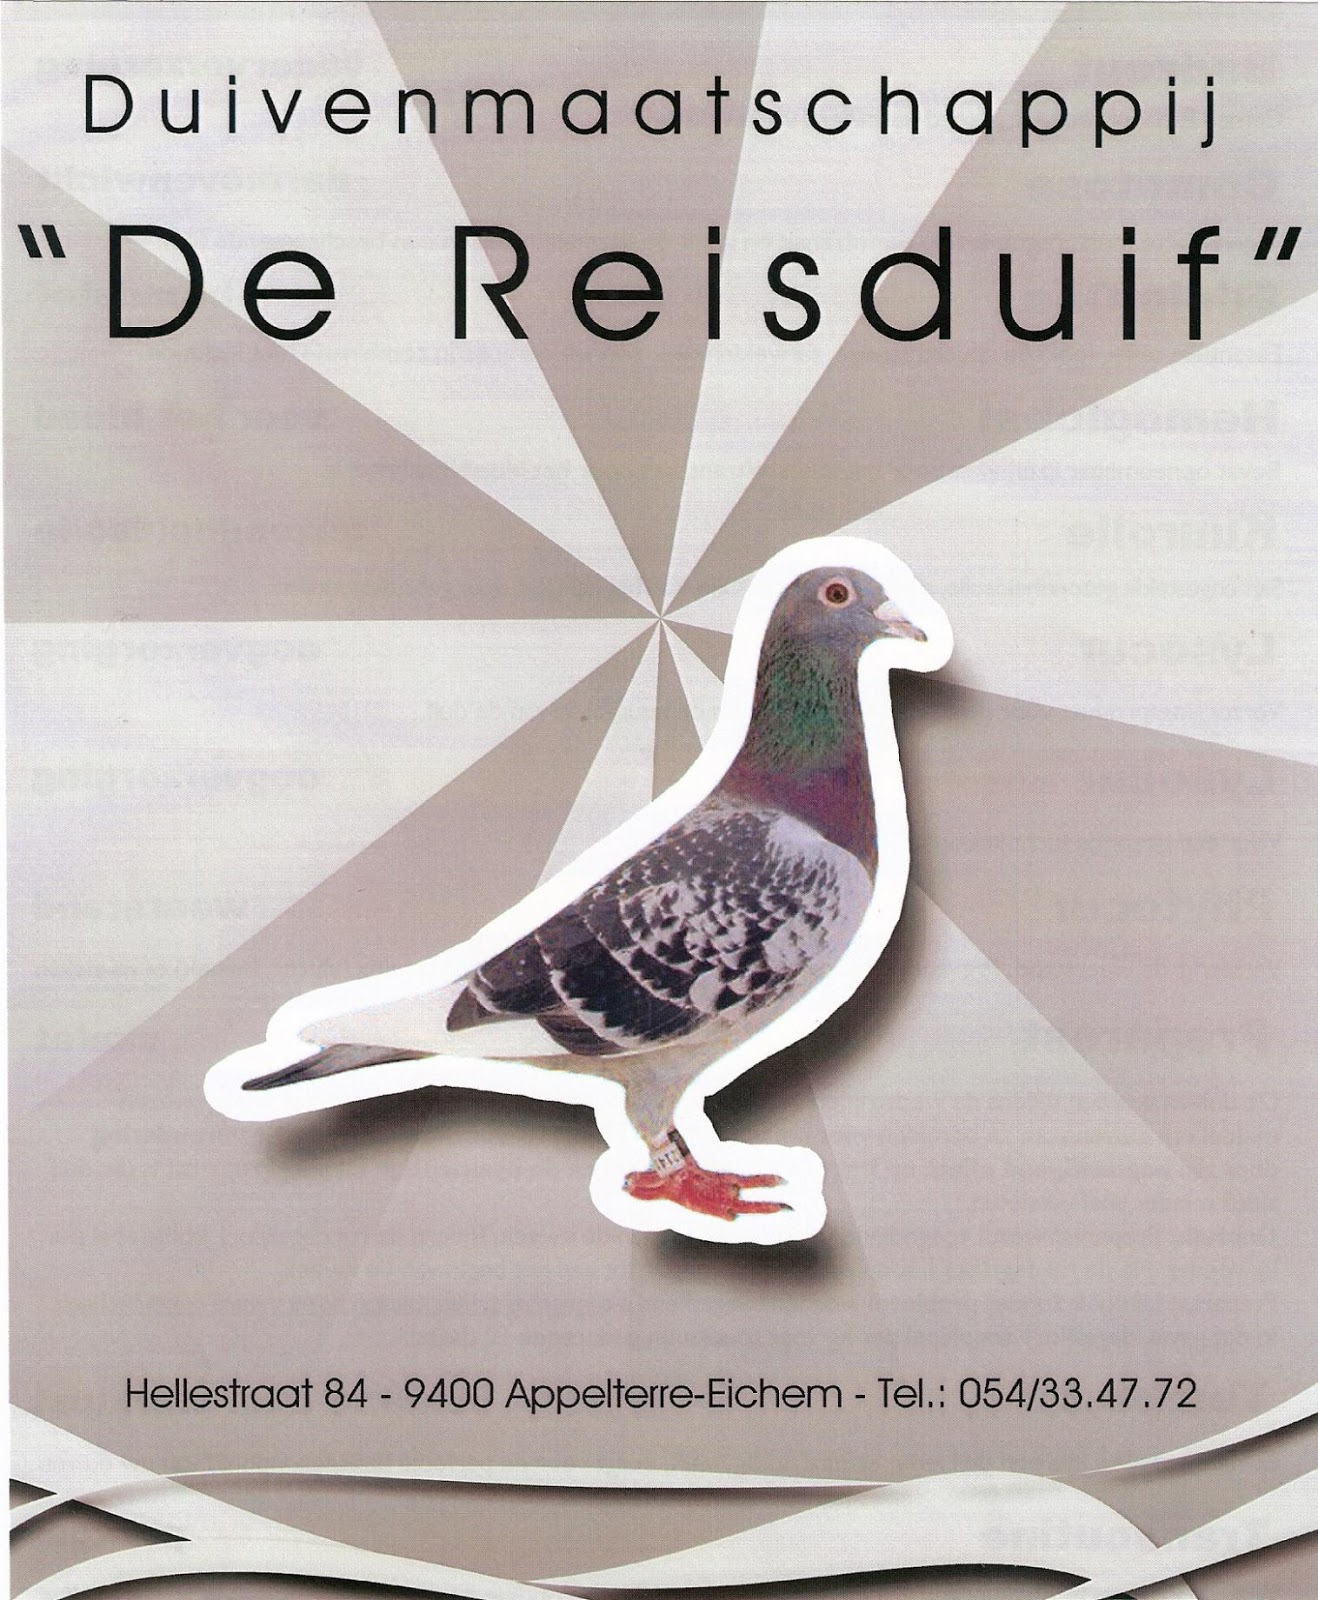 Duivenmaatschappij
"De Reisduif"
Hellestraat 84 - 9400 Appelterre-Eichem - Tel.: 054/33.47.72